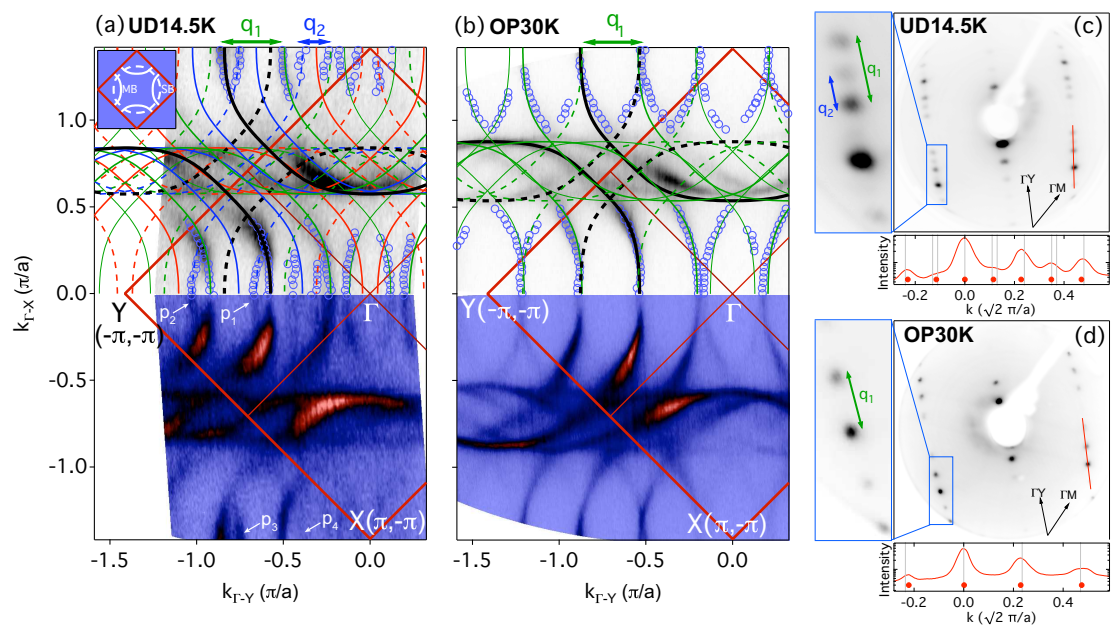 (a) UD14.5K
q1
q2
MB
SB
1.0
0.5
0.0
-0.5
-1.0
kΓ-X (π/a)
Y
(-π,-π)
p2
p1
Γ
p3
X(π,-π)
p4
-1.5
-1.0
-0.5
0.0
kΓ-Y (π/a)
(b) OP30K
q1
Y(-π,-π)
Γ
X(π,-π)
-1.5
-1.0
-0.5
0.0
kΓ-Y (π/a)
UD14.5K (c)
q1
q2
ΓY
ΓM
Intensity
-0.2
0.0
0.2
0.4
k (√2 π/a)
OP30K (d)
q1
ΓY
ΓM
Intensity
-0.2
0.0
0.2
0.4
k (√2 π/a)